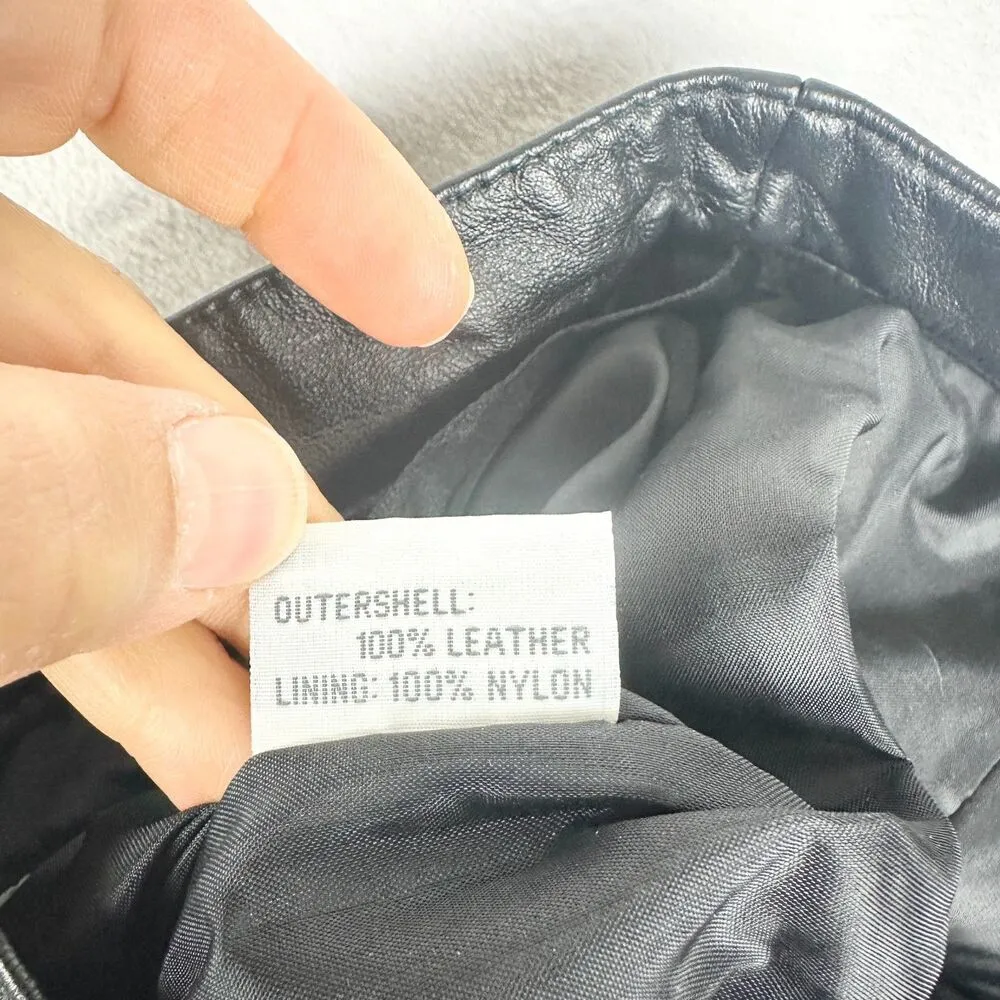 OUTERSHELL:
100% LEATHER
LINING: 100% NYLON